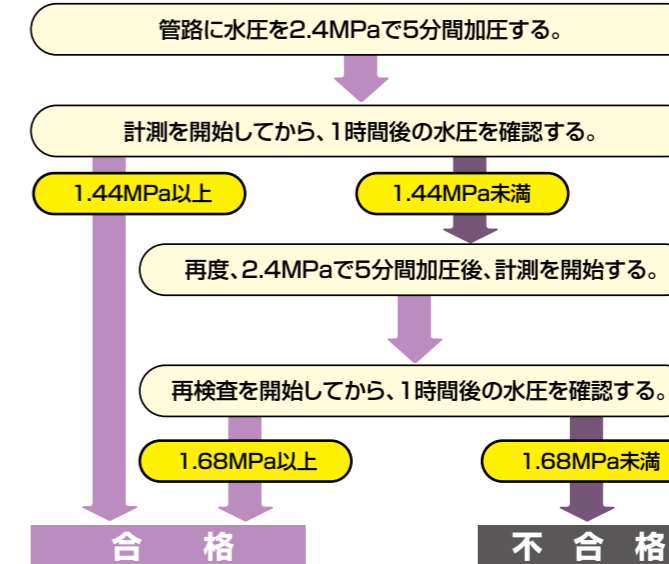 管路に水圧を2.4MPaで5分間加圧する。
計測を開始してから、1時間後の水圧を確認する。
1.44MPa以上
1.44MPa未満
再度、2.4MPaで5分間加圧後、計測を開始する。
再検査を開始してから、1時間後の水圧を確認する。
1.68MPa以上
1.68MPa未満
合格
不合格